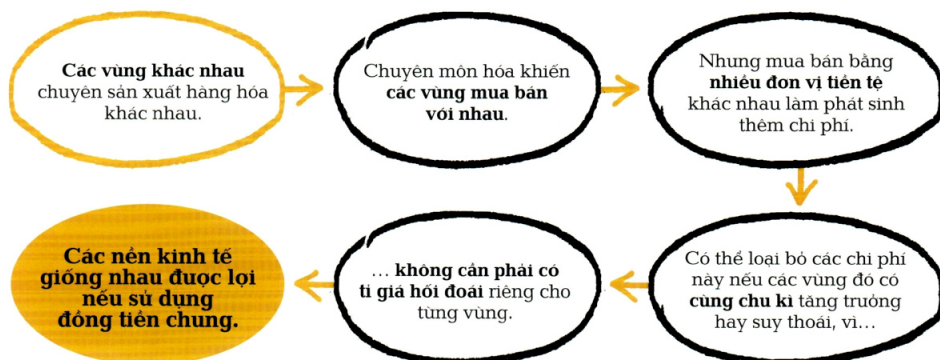 Các vùng khác nhau
chuyên sản xuất hàng hóa
khác nhau.
Chuyên môn hóa khiến
các vùng mua bán
với nhau.
Nhưng mua bán bằng
nhiều đơn vị tiền tệ
khác nhau làm phát sinh
thêm chi phí.
Có thể loại bỏ các chi phí
này nếu các vùng đó có
cùng chu kì tăng trưởng
hay suy thoái, vì...
... không cần phải có
tỉ giá hối đoái riêng cho
từng vùng.
Các nền kinh tế
giống nhau được lợi
nếu sử dụng
đồng tiền chung.